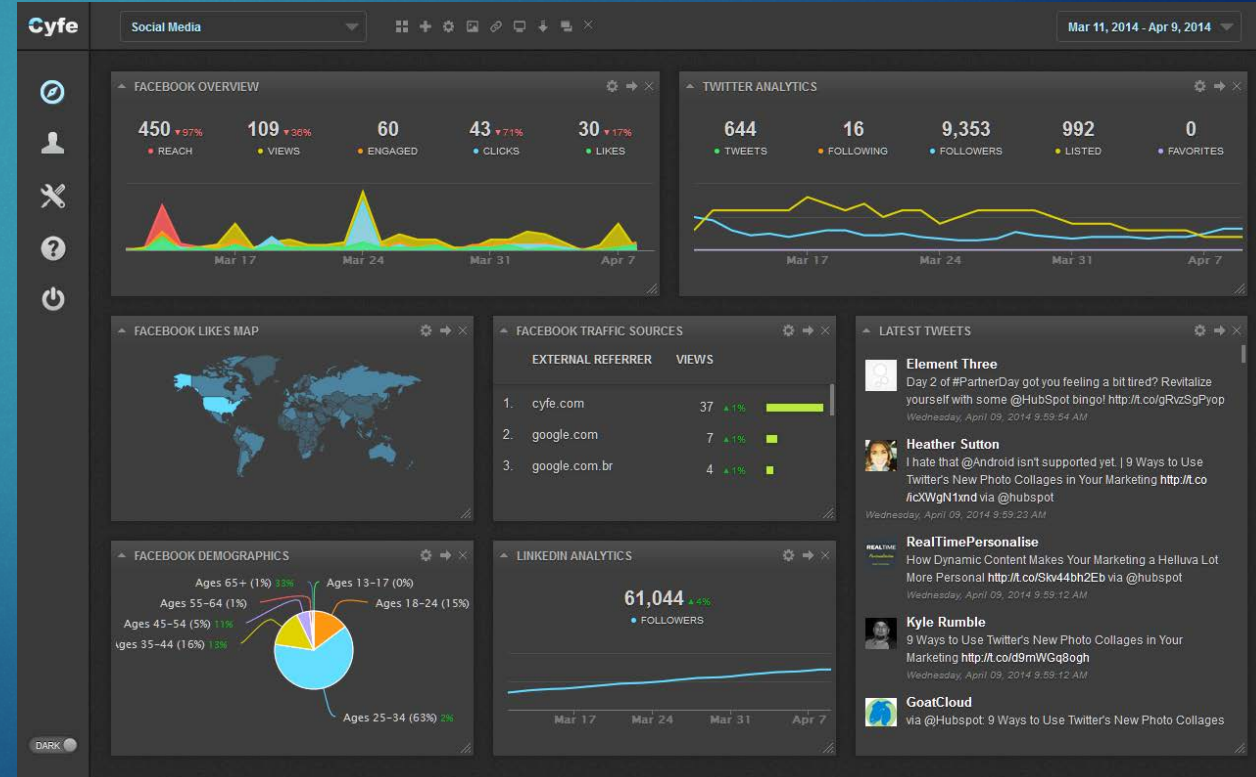 Cyfe
Social Media
Mar 11, 2014 - Apr 9, 2014
FACEBOOK OVERVIEW
450 ▼97% 109 ▼36% 60 43 ▼71% 30 ▼17%
REACH VIEWS ENGAGED CLICKS LIKES
Mar 17 Mar 24 Mar 31 Apr 7
TWITTER ANALYTICS
644 16 9,353 992 0
TWEETS FOLLOWING FOLLOWERS LISTED FAVORITES
Mar 17 Mar 24 Mar 31 Apr 7
FACEBOOK LIKES MAP
FACEBOOK TRAFFIC SOURCES
EXTERNAL REFERRER VIEWS
1. cyfe.com 37 ▲1%
2. google.com 7 ▲1%
3. google.com.br 4 ▲1%
LATEST TWEETS
Element Three
Day 2 of #PartnerDay got you feeling a bit tired? Revitalize
yourself with some @HubSpot bingo! http://t.co/gRvzSgPyop
Wednesday, April 09, 2014 9:59:54 AM
Heather Sutton
I hate that @Android isn't supported yet. | 9 Ways to Use
Twitter's New Photo Collages in Your Marketing http://t.co
/icXWgN1xnd via @hubspot
Wednesday, April 09, 2014 9:59:23 AM
REALTIME
RealTimePersonalise
How Dynamic Content Makes Your Marketing a Helluva Lot
More Personal http://t.co/Skv44bh2Eb via @hubspot
Wednesday, April 09, 2014 9:59:12 AM
Kyle Rumble
9 Ways to Use Twitter's New Photo Collages in Your
Marketing http://t.co/d9mWGq8ogh
Wednesday, April 09, 2014 9:59:12 AM
GoatCloud
via @Hubspot: 9 Ways to Use Twitter's New Photo Collages
FACEBOOK DEMOGRAPHICS
Ages 65+ (1%) 33% Ages 13-17 (0%)
Ages 55-64 (1%) Ages 18-24 (15%)
Ages 45-54 (5%) 11%
ges 35-44 (16%) 13%
Ages 25-34 (63%) 2%
LINKEDIN ANALYTICS
61,044 ▲4%
FOLLOWERS
Mar 17 Mar 24 Mar 31 Apr 7
DARK